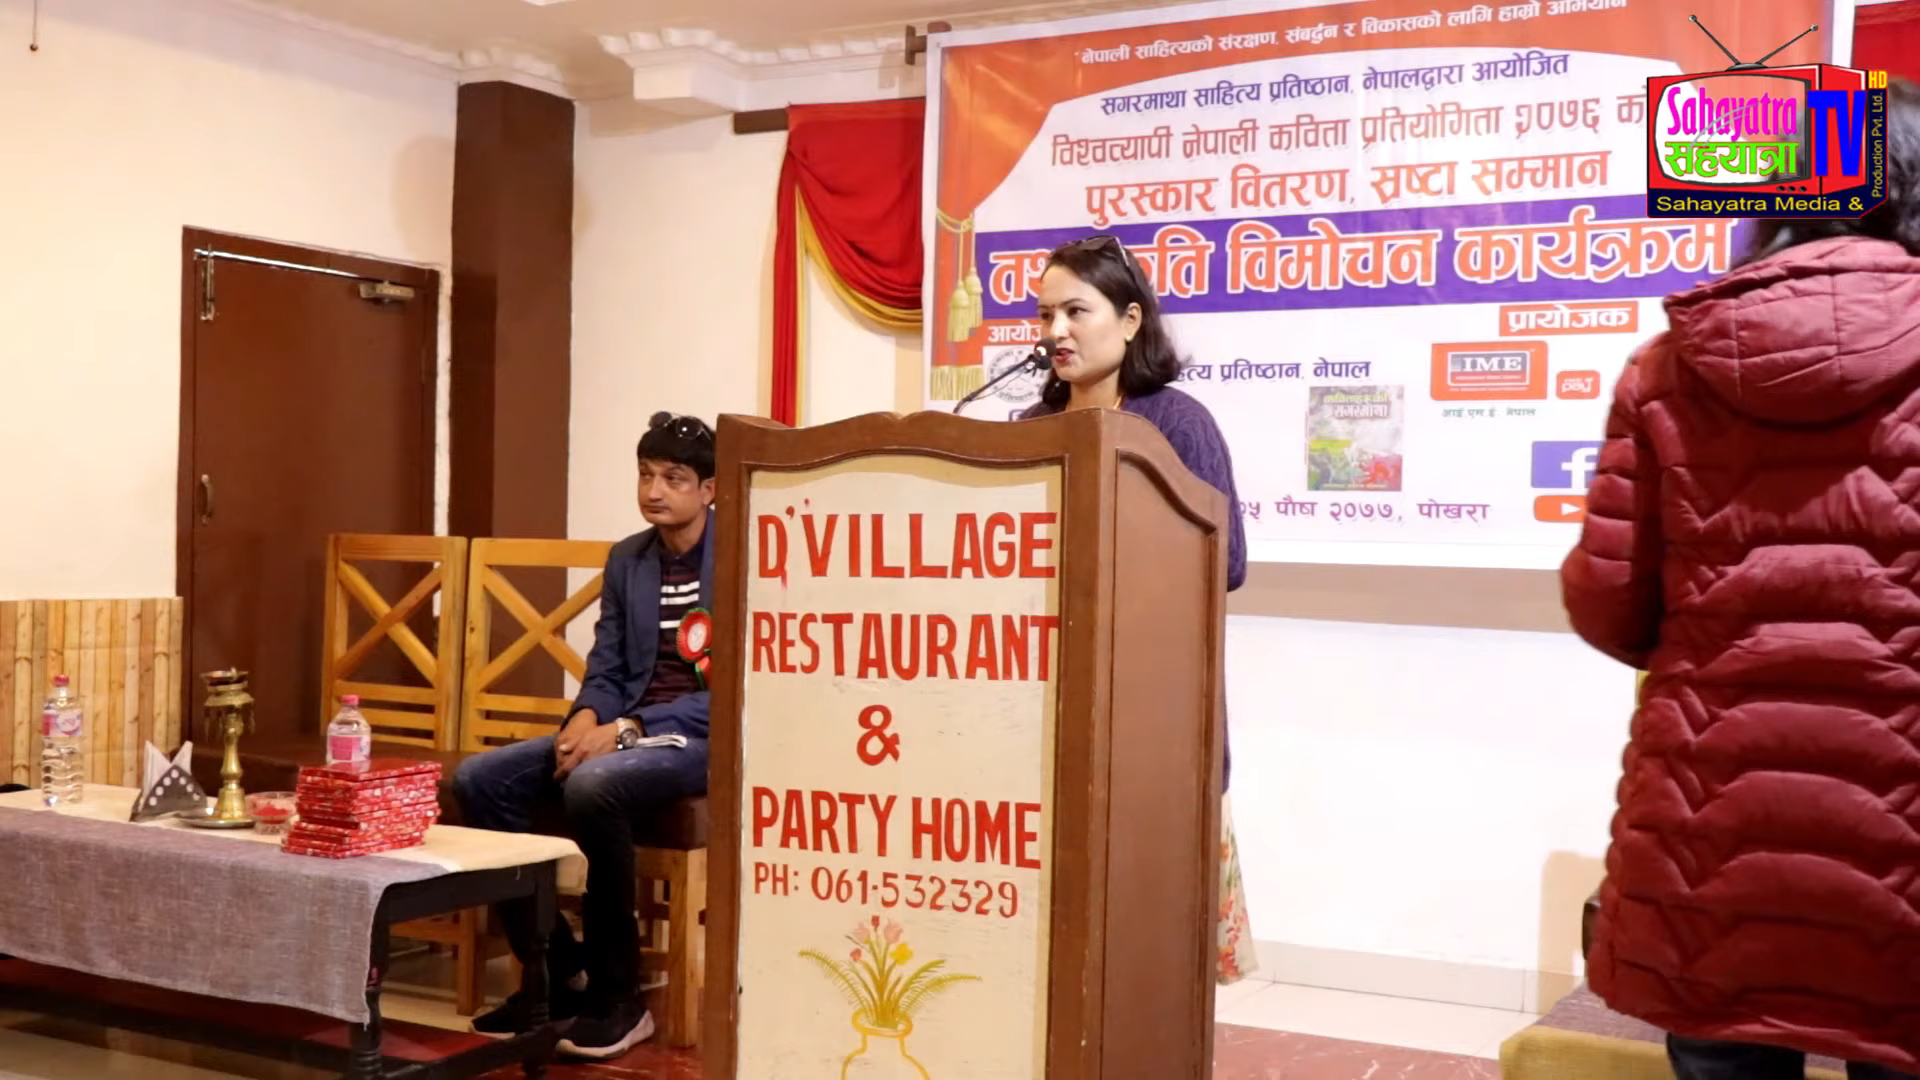 नेपाली साहित्यको संरक्षण, संबर्द्धन र विकासको लागि हाम्रो अभियान
सगरमाथा साहित्य प्रतिष्ठान, नेपालद्वारा आयोजित
विश्वव्यापी नेपाली कविता प्रतियोगिता २०७६ को
पुरस्कार वितरण, स्रष्टा सम्मान
विमोचन कार्यक्रम
प्रायोजक
प्रतिष्ठान, नेपाल
IME
pay
आई.एम.ई. नेपाल
सगरमाथा
पौष २०७७, पोखरा
Sahayatra
सहयात्रा
TV
HD
Production Pvt. Ltd.
Sahayatra Media &
D'VILLAGE
RESTAURANT
&
PARTY HOME
PH: 061-532329